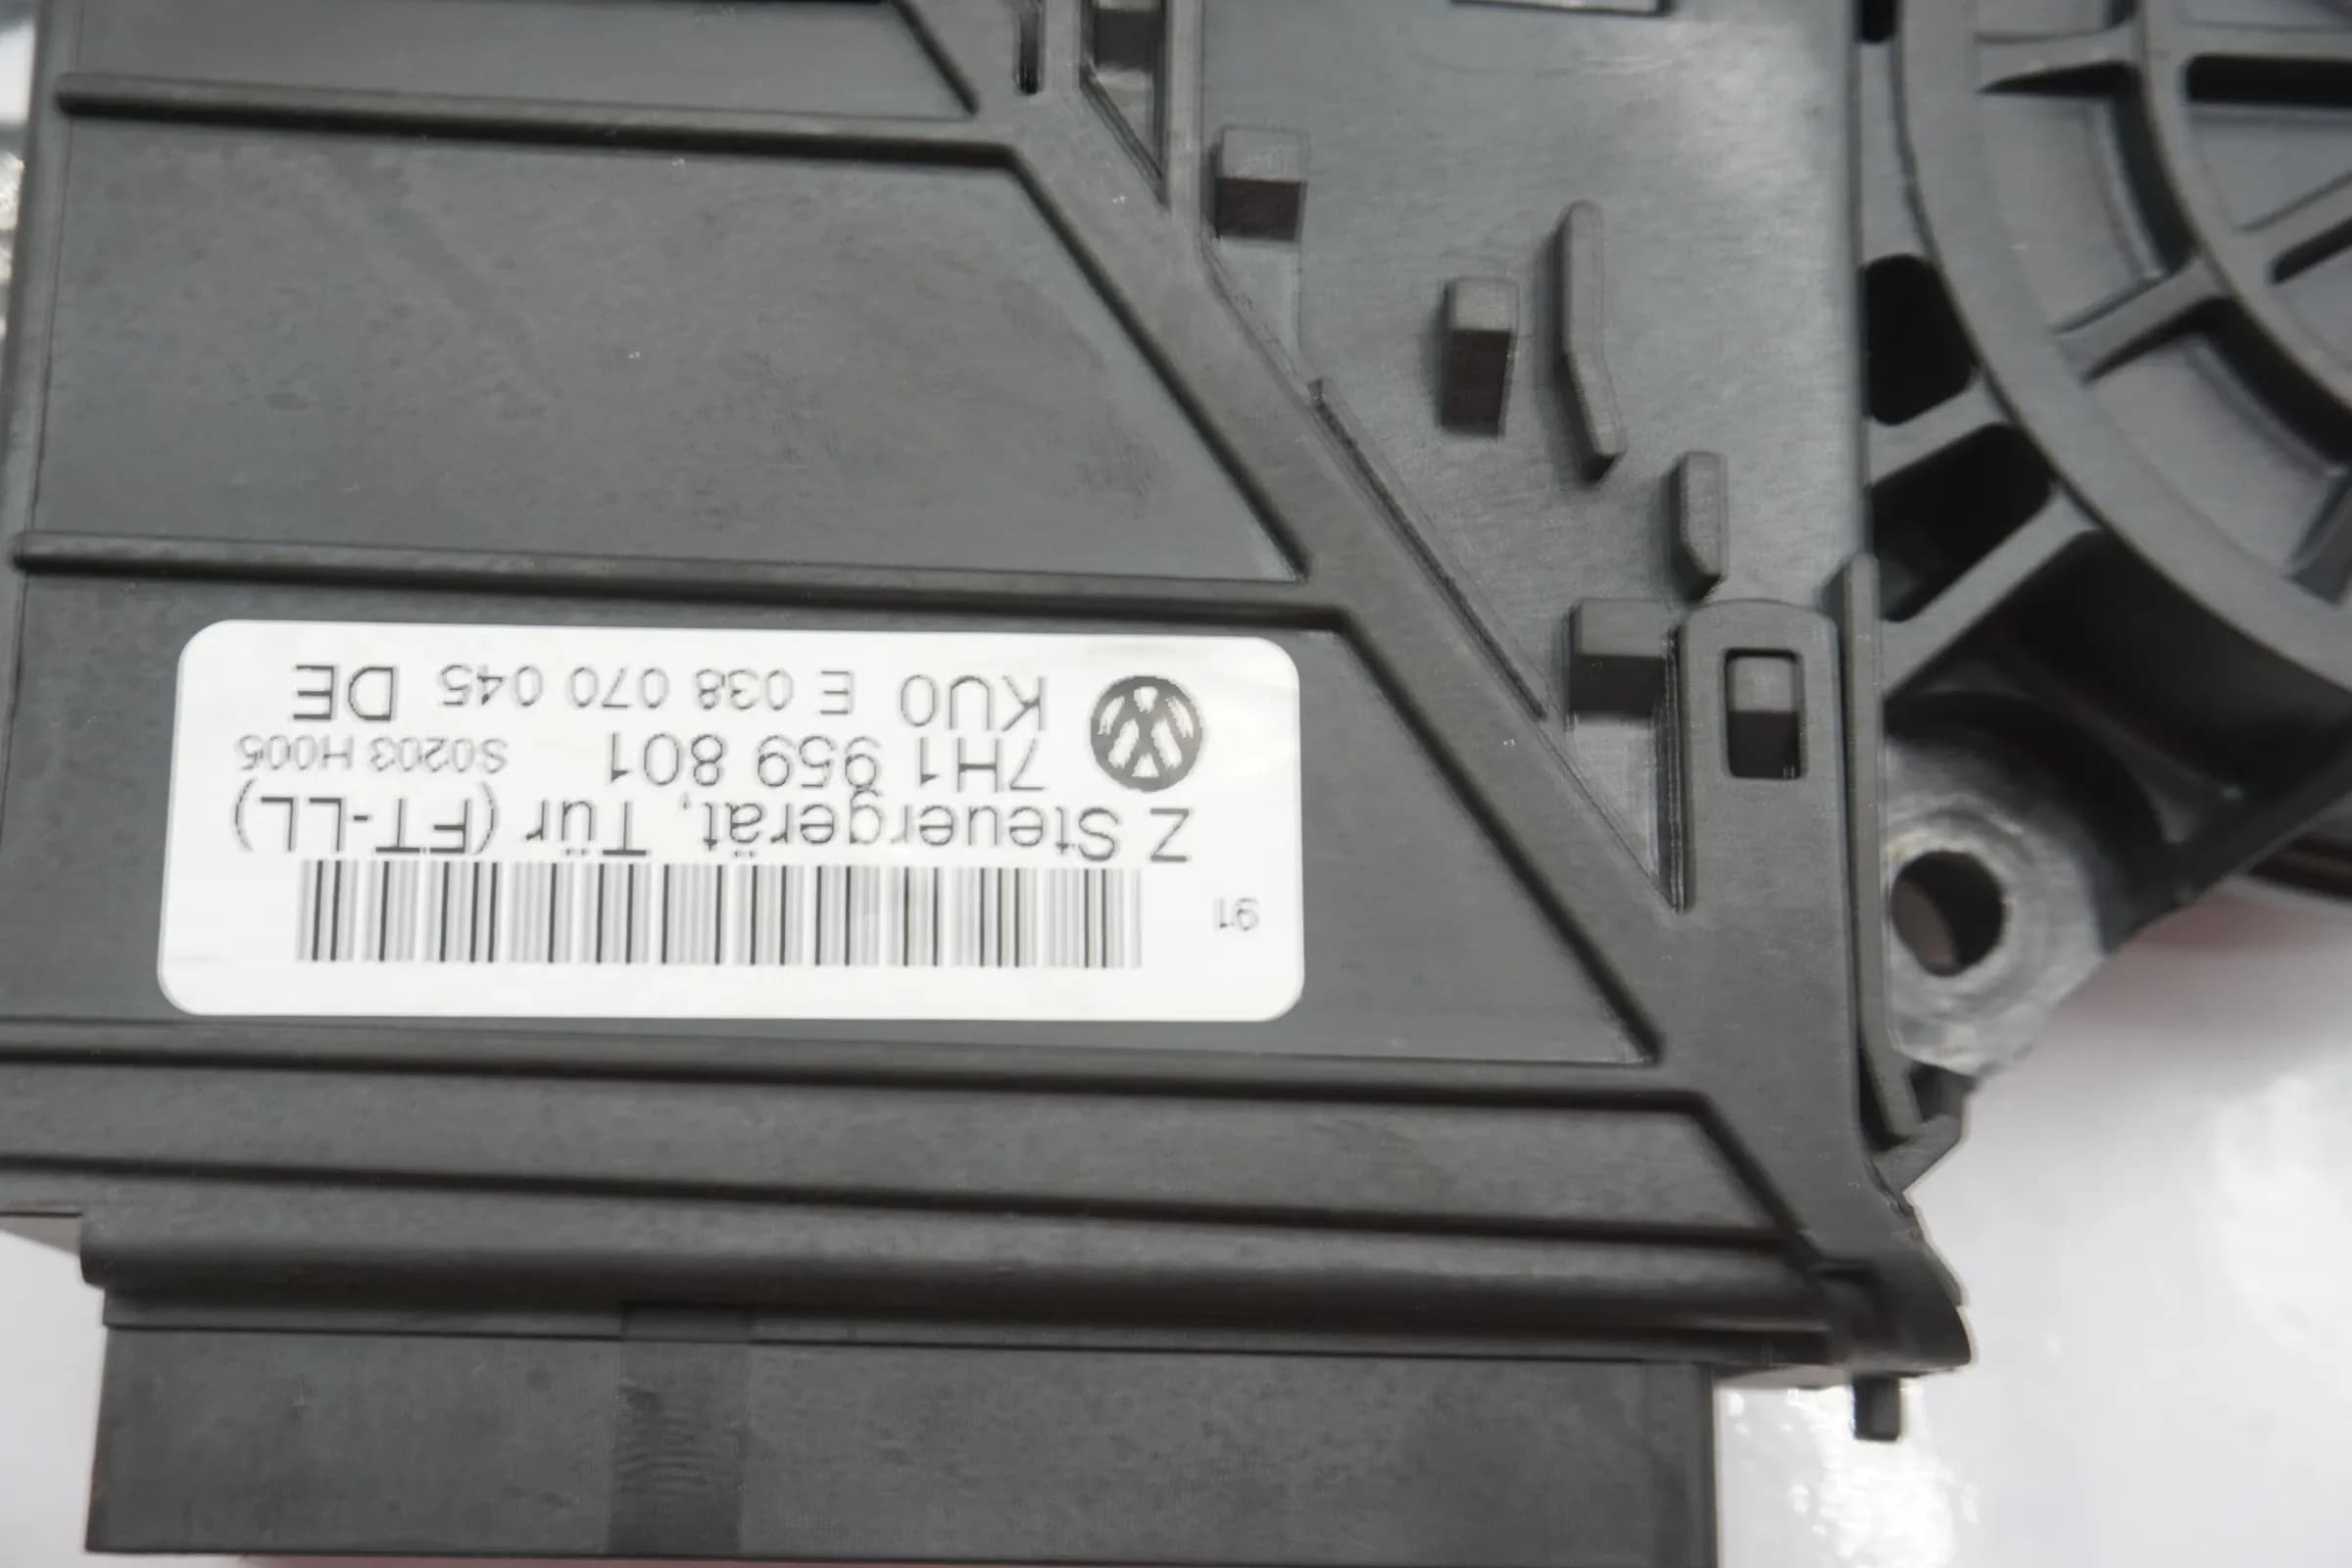 91
Z Steuergerät, Tür (FT-LL)
7H1 959 801 S0203 H005
KU0 E 038 070 045 DE